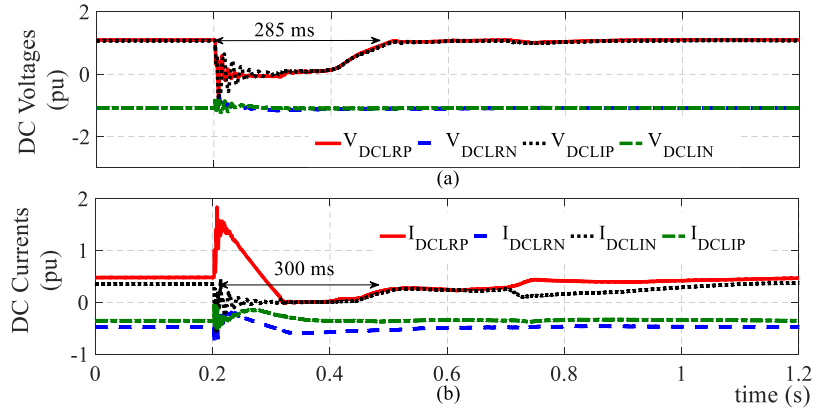 DC Voltages
(pu)
2
0
-2
285 ms
V_DCLRP V_DCLRN V_DCLIP V_DCLIN
(a)
DC Currents
(pu)
2
1
0
-1
I_DCLRP I_DCLRN I_DCLIN I_DCLIP
300 ms
0 0.2 0.4 0.6 0.8 1 1.2
(b)
time (s)